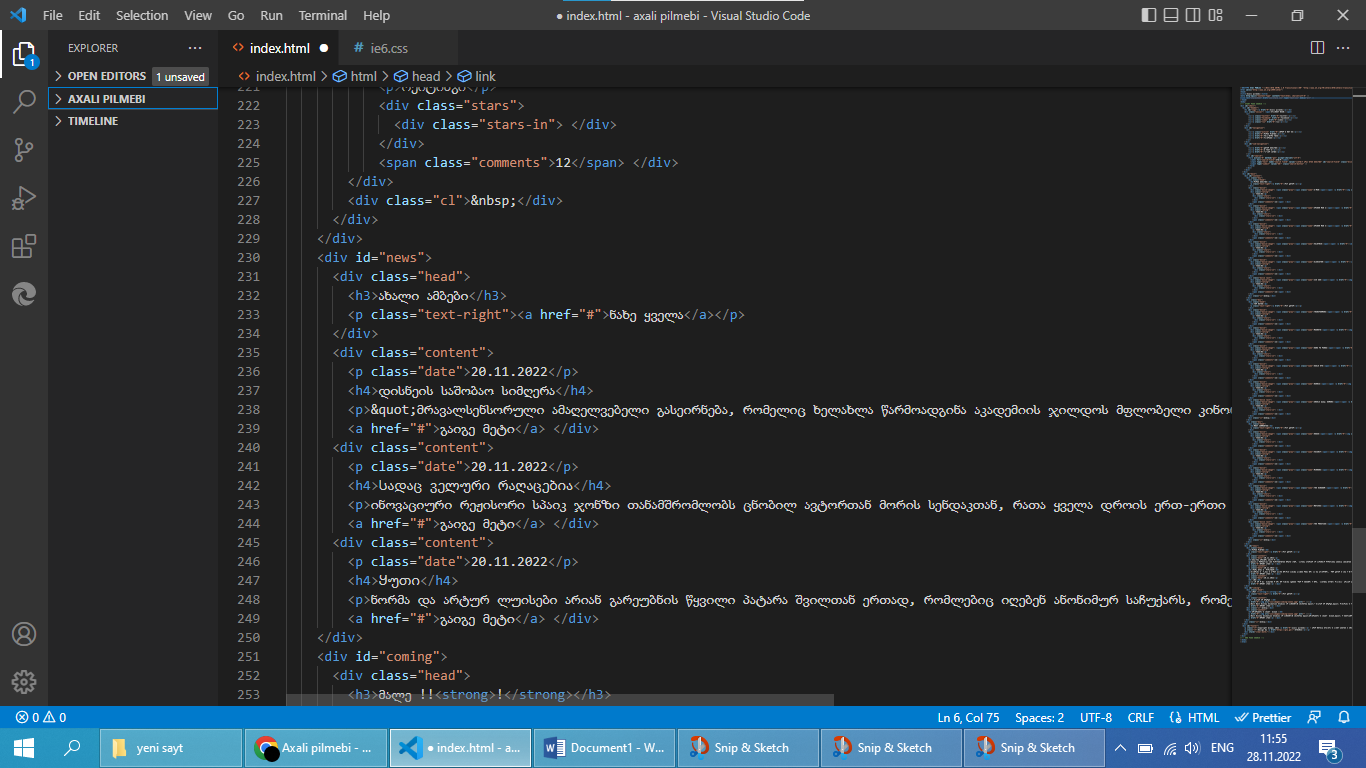 File Edit Selection View Go Run Terminal Help
● index.html - axali pilmebi - Visual Studio Code
EXPLORER
OPEN EDITORS 1 unsaved
AXALI PILMEBI
TIMELINE
index.html
# ie6.css
index.html > html > head > link
222 <div class="stars">
223 <div class="stars-in"> </div>
224 </div>
225 <span class="comments">12</span> </div>
226 </div>
227 <div class="cl">&nbsp;</div>
228 </div>
229 </div>
230 <div id="news">
231 <div class="head">
232 <h3>ახალი ამბები</h3>
233 <p class="text-right"><a href="#">ნახე ყველა</a></p>
234 </div>
235 <div class="content">
236 <p class="date">20.11.2022</p>
237 <h4>დისნეის საშობაო სიმღერა</h4>
238 <p>&quot;მრავალსენსორული ამაღელვებელი გასეირნება, რომელიც ხელახლა წარმოადგინა აკადემიის ჯილდოს მფლობელი
239 <a href="#">გაიგე მეტი</a> </div>
240 <div class="content">
241 <p class="date">20.11.2022</p>
242 <h4>სადაც ველური რაღაცებია</h4>
243 <p>ინოვაციური რეჟისორი სპაიკ ჯონზი თანამშრომლობს ცნობილ ავტორთან მორის სენდაკთან, რათა ყველა დროის ერთ-ერთი
244 <a href="#">გაიგე მეტი</a> </div>
245 <div class="content">
246 <p class="date">20.11.2022</p>
247 <h4>ყუთი</h4>
248 <p>ნორმა და არტურ ლუისები არიან გარეუბნის წყვილი პატარა შვილთან ერთად, რომლებიც იღებენ ანონიმურ საჩუქარს,
249 <a href="#">გაიგე მეტი</a> </div>
250 </div>
251 <div id="coming">
252 <div class="head">
253 <h3>მალე !!<strong>!</strong></h3>
0 0
Ln 6, Col 75 Spaces: 2 UTF-8 CRLF HTML Prettier
yeni sayt
Axali pilmebi - ...
● index.html - a...
Document1 - W...
Snip & Sketch
Snip & Sketch
Snip & Sketch
ENG
11:55
28.11.2022
3